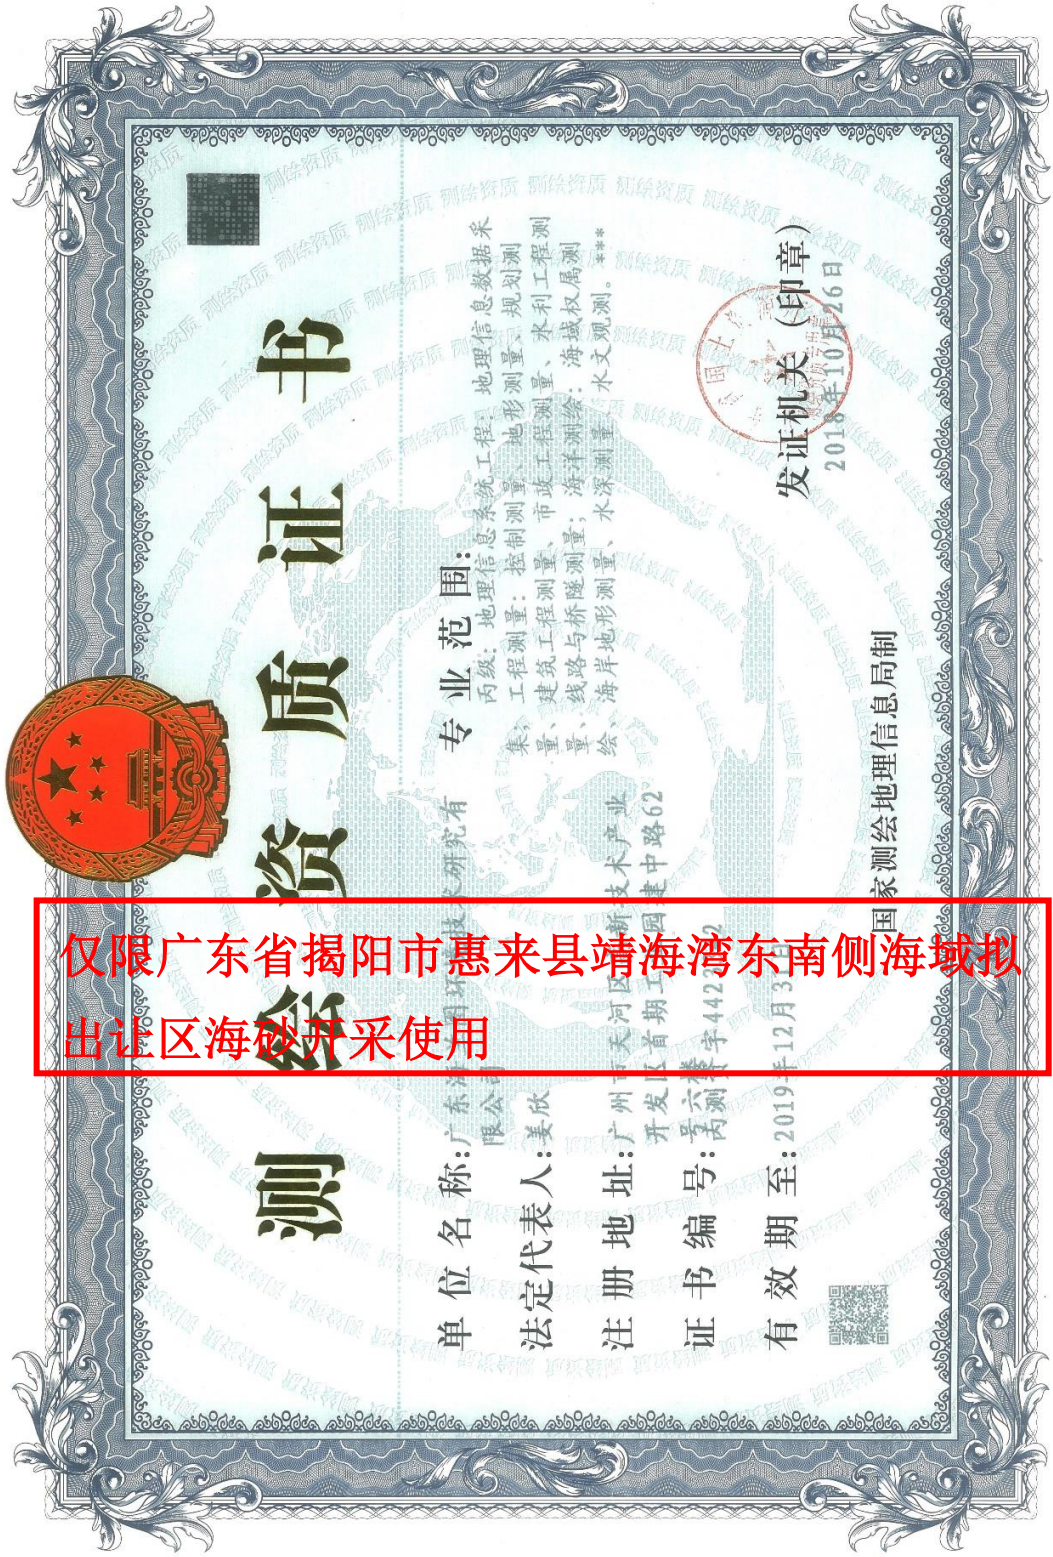 测绘资质证书
单位名称:广东海
技术研究有
限公司
法定代表人:姜欣
注册地址:广州市天河区
新技术产业
开发区首期工
园建中路62
号六楼
证书编号:丙测资字4423
有效期至:2019年12月31日
专业范围:
丙级:地理信息系统工程:地理信息数据采
集;工程测量:控制测量、地形测量、规划测
量、建筑工程测量、市政工程测量、水利工程测
量、线路与桥隧测量;海洋测绘:海域权属测
绘、海岸地形测量、水深测量、水文观测。***
发证机关(印章)
2018年10月26日
国家测绘地理信息局制
仅限广东省揭阳市惠来县靖海湾东南侧海域拟
出让区海砂开采使用